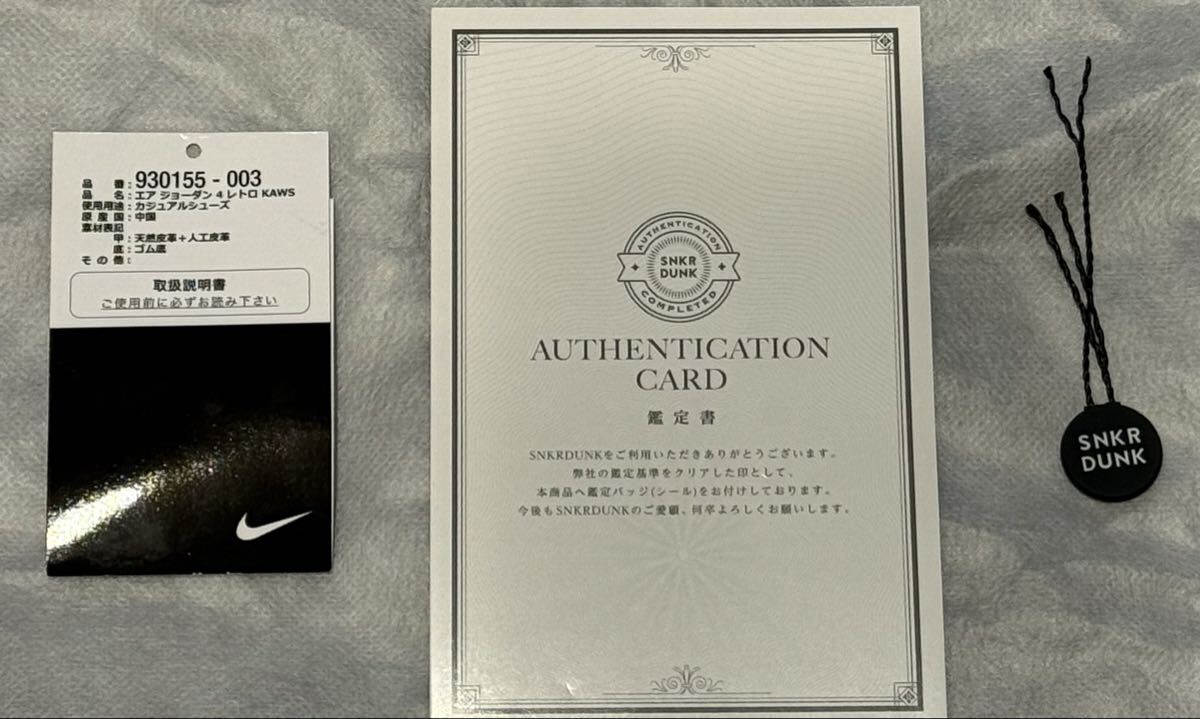 品番:930155 - 003
品名:エア ジョーダン 4 レトロ KAWS
使用用途:カジュアルシューズ
原産国:中国
素材表記
甲:天然皮革+人工皮革
底:ゴム底
その他:
取扱説明書
ご使用前に必ずお読み下さい
AUTHENTICATION
SNKR
DUNK
COMPLETED
AUTHENTICATION
CARD
鑑定書
SNKRDUNKをご利用いただきありがとうございます。
弊社の鑑定基準をクリアした印として、
本商品へ鑑定バッジ(シール)をお付けしております。
今後もSNKRDUNKのご愛顧、何卒よろしくお願いします。
SNKR
DUNK